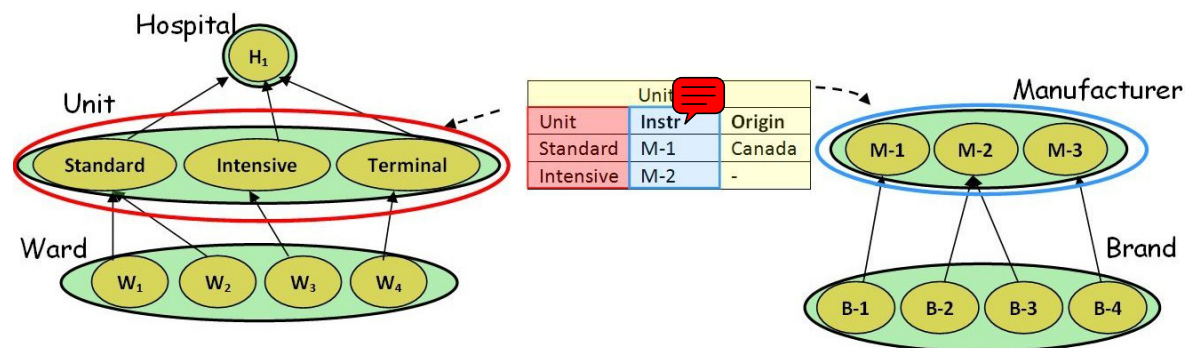 Hospital
H₁
Unit
Standard Intensive Terminal
Ward
W₁ W₂ W₃ W₄
Unit
Unit Instr Origin
Standard M-1 Canada
Intensive M-2 -
Manufacturer
M-1 M-2 M-3
Brand
B-1 B-2 B-3 B-4